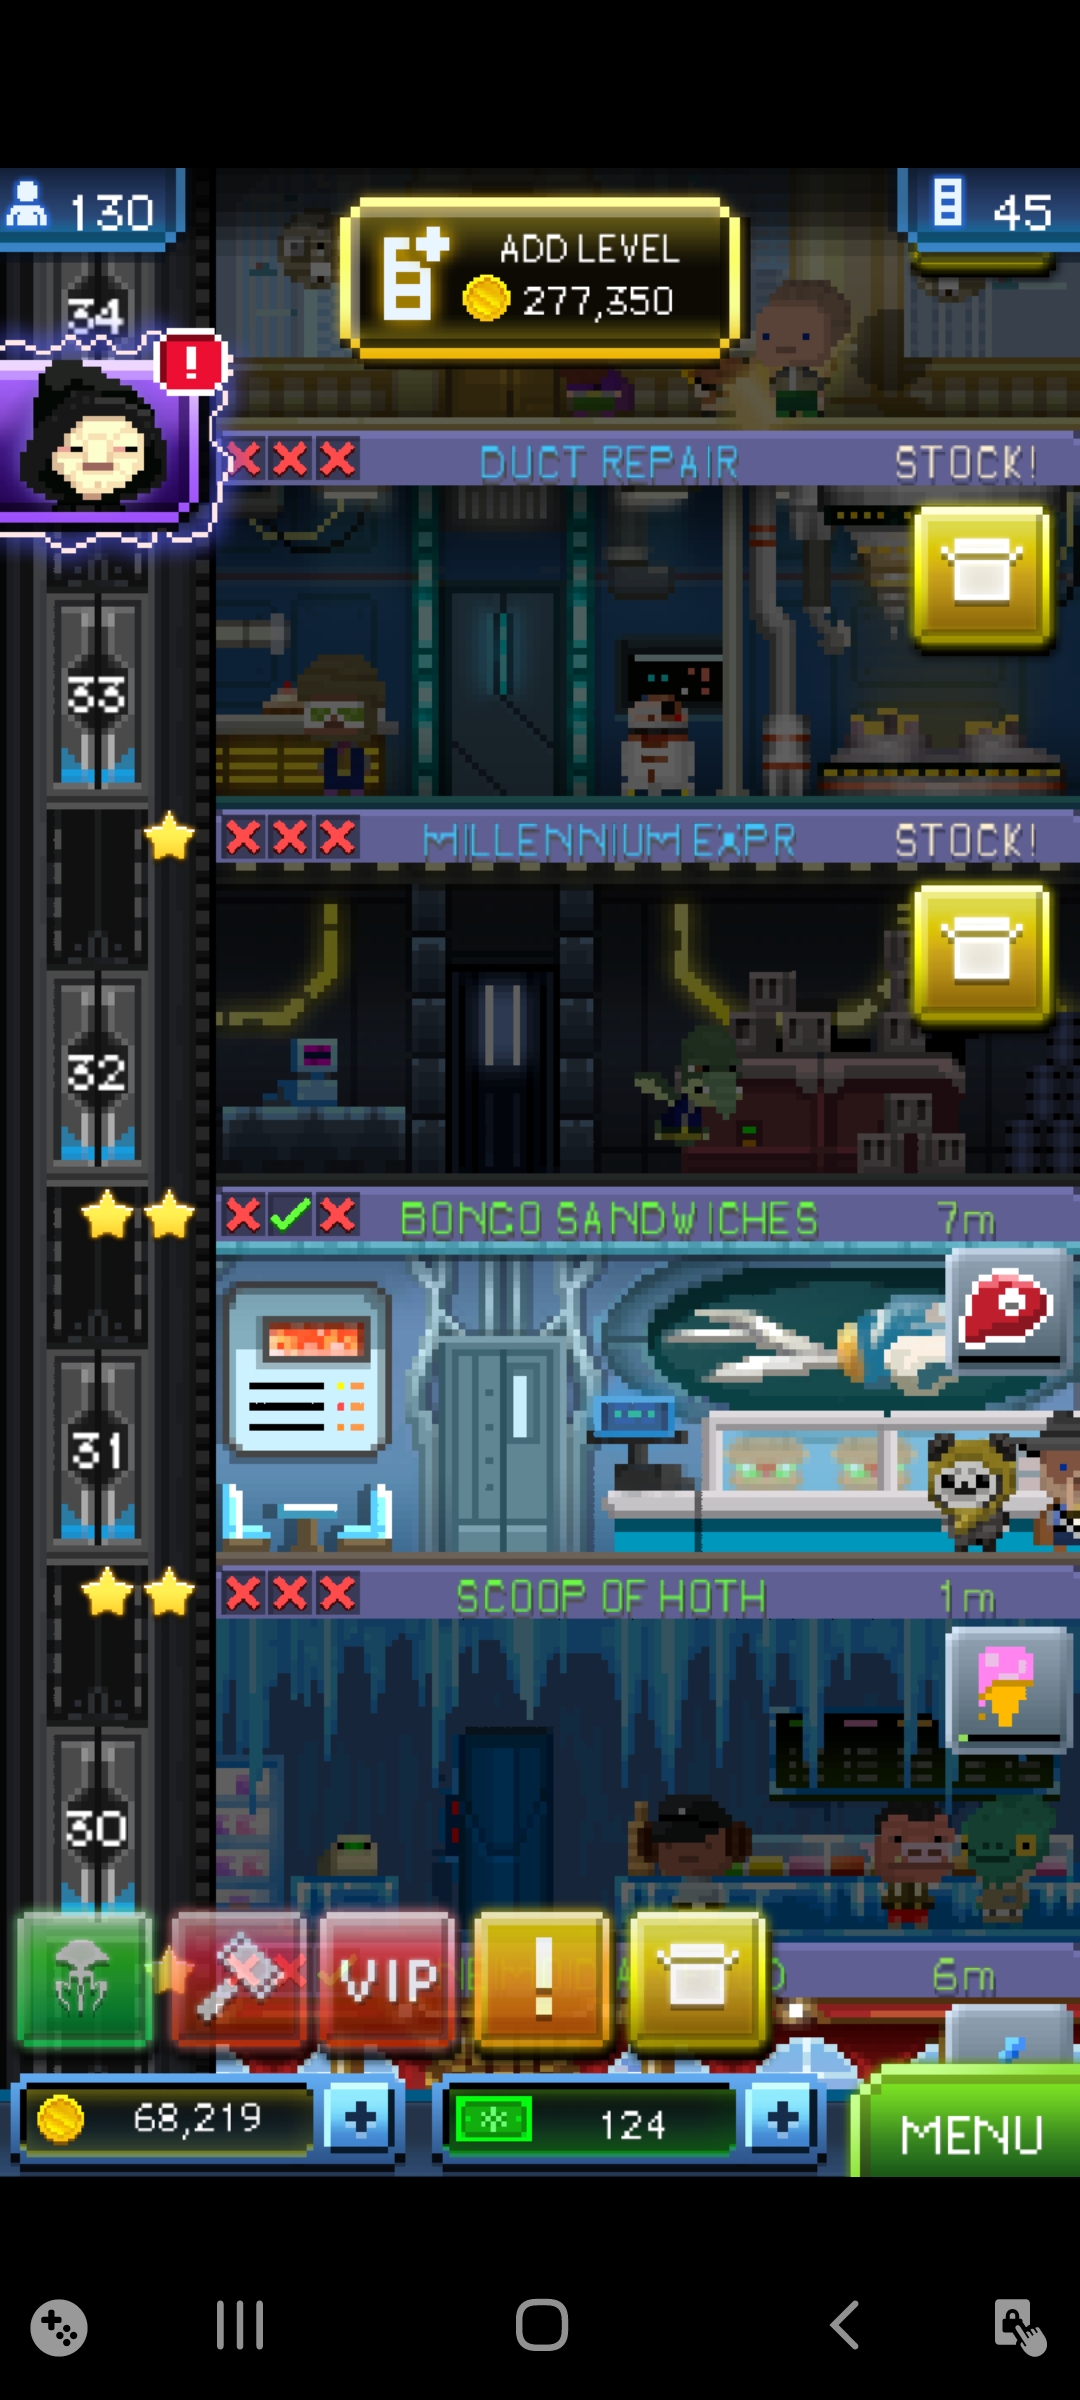 130
ADD LEVEL
277,350
45
34
!
DUCT REPAIR
STOCK!
33
MILLENNIUM EXPR
STOCK!
32
BONGO SANDWICHES
7m
31
SCOOP OF HOTH
1m
30
VIP
!
6m
68,219
+
124
+
MENU